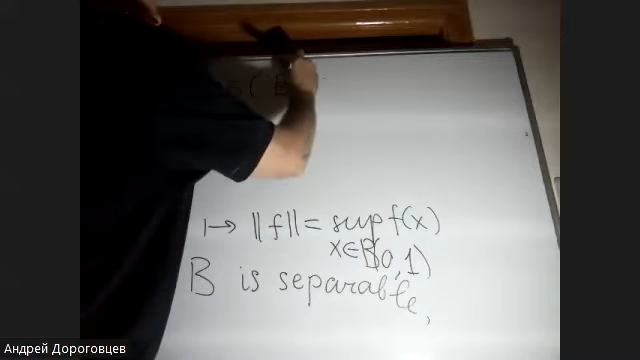 ↦ ||f|| = sup f(x)
x∈B(0,1)
B is separable,
Андрей Дороговцев